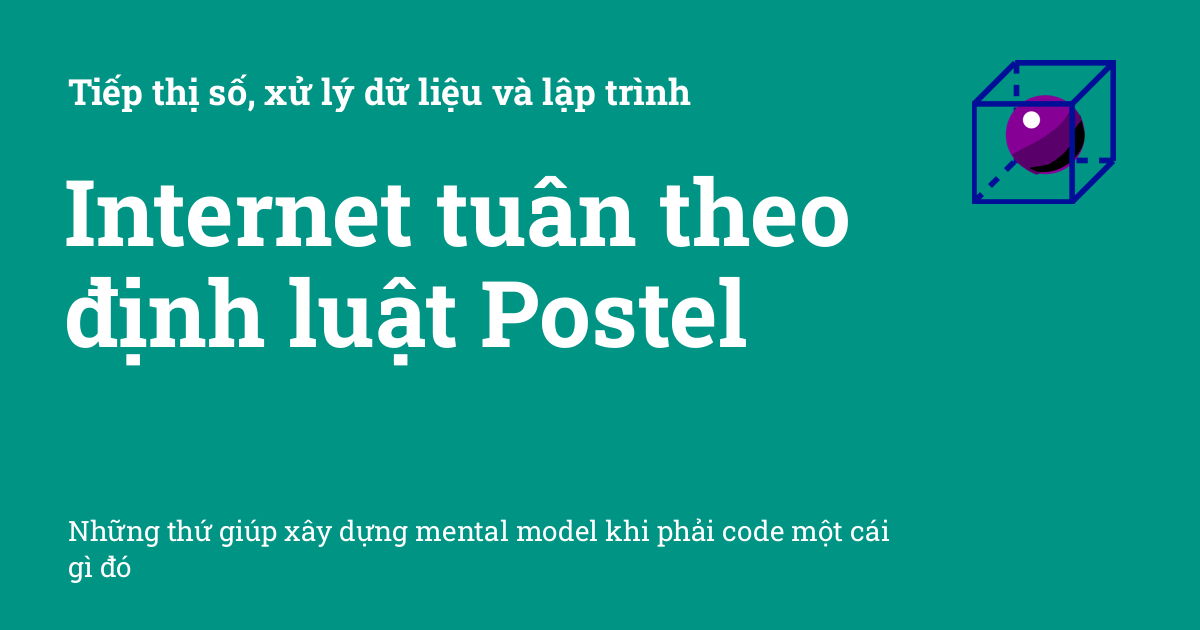 Tiếp thị số, xử lý dữ liệu và lập trình
Internet tuân theo
định luật Postel
Những thứ giúp xây dựng mental model khi phải code một cái
gì đó